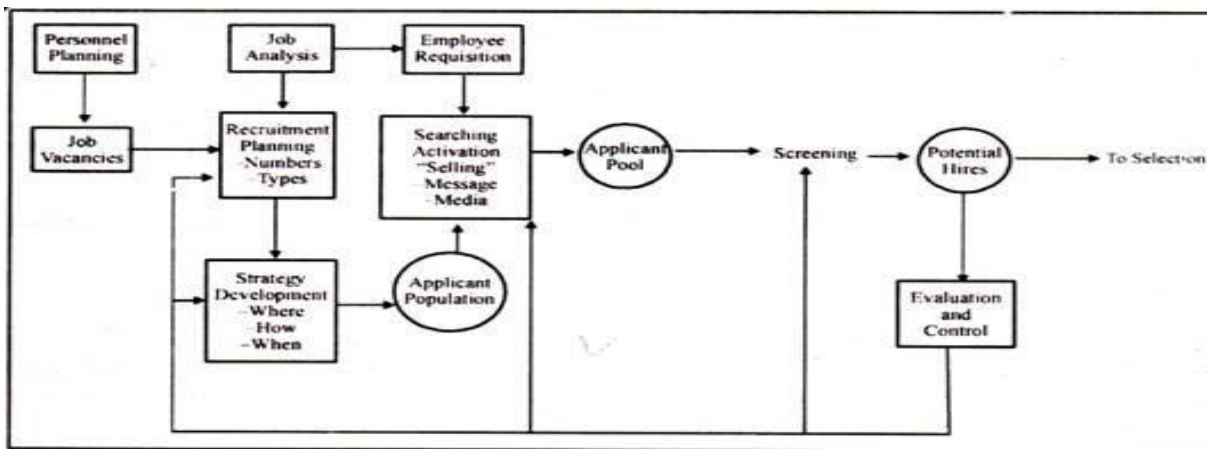 Personnel
Planning
Job
Analysis
Employee
Requisition
Job
Vacancies
Recruitment
Planning
–Numbers
–Types
Searching
Activation
"Selling"
–Message
–Media
Applicant
Pool
Screening
Potential
Hires
To Selection
Strategy
Development
–Where
–How
–When
Applicant
Population
Evaluation
and
Control